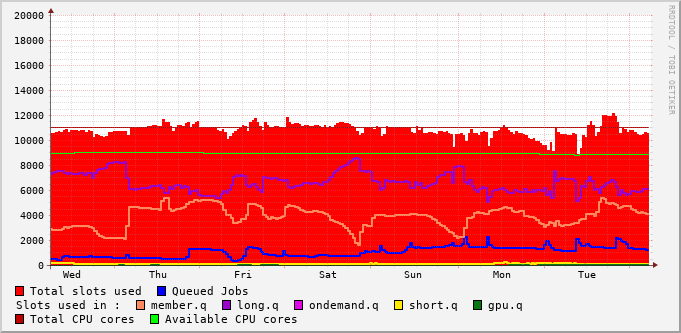 20000
18000
16000
14000
12000
10000
8000
6000
4000
2000
0
Wed Thu Fri Sat Sun Mon Tue
Total slots used Queued Jobs
Slots used in : member.q long.q ondemand.q short.q gpu.q
Total CPU cores Available CPU cores
RRDTOOL / TOBI OETIKER